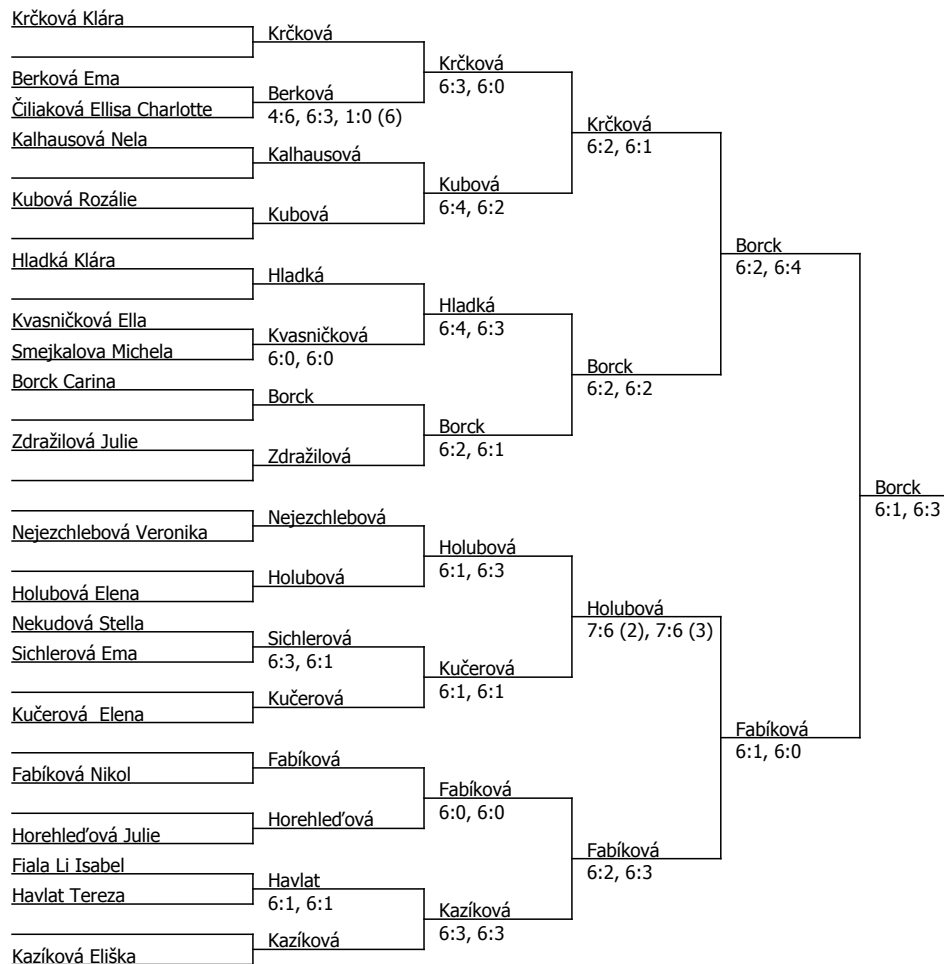 Krčková Klára
Krčková
Krčková
6:3, 6:0
Berková Ema
Berková
4:6, 6:3, 1:0 (6)
Čiliaková Ellisa Charlotte
Krčková
6:2, 6:1
Kalhausová Nela
Kalhausová
Kubová
6:4, 6:2
Kubová Rozálie
Kubová
Borck
6:2, 6:4
Hladká Klára
Hladká
Hladká
6:4, 6:3
Kvasničková Ella
Kvasničková
6:0, 6:0
Smejkalova Michela
Borck
6:2, 6:2
Borck Carina
Borck
Borck
6:2, 6:1
Zdražilová Julie
Zdražilová
Borck
6:1, 6:3
Nejezchlebová
Nejezchlebová Veronika
Holubová
6:1, 6:3
Holubová
Holubová Elena
Holubová
7:6 (2), 7:6 (3)
Nekudová Stella
Sichlerová
6:3, 6:1
Sichlerová Ema
Kučerová
6:1, 6:1
Kučerová
Kučerová  Elena
Fabíková
6:1, 6:0
Fabíková
Fabíková Nikol
Fabíková
6:0, 6:0
Horehleďová
Horehleďová Julie
Fabíková
6:2, 6:3
Fiala Li Isabel
Havlat
6:1, 6:1
Havlat Tereza
Kazíková
6:3, 6:3
Kazíková
Kazíková Eliška